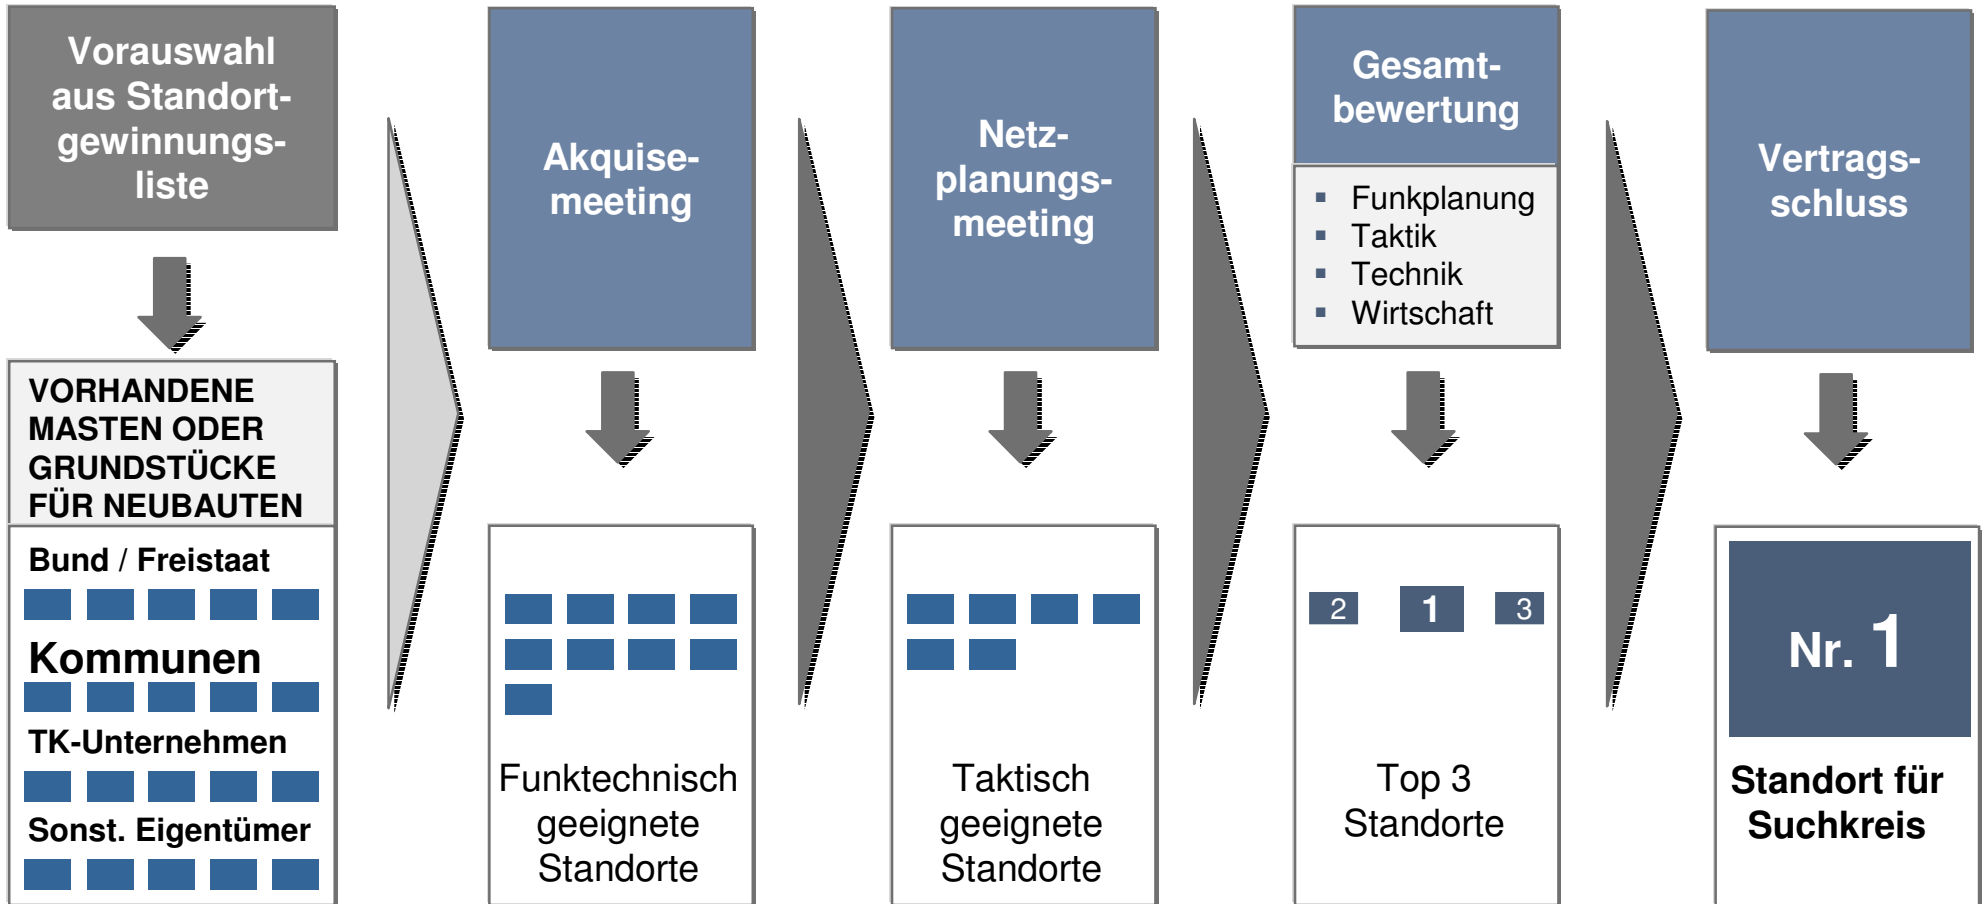 Vorauswahl
aus Standort-
gewinnungs-
liste
VORHANDENE
MASTEN ODER
GRUNDSTÜCKE
FÜR NEUBAUTEN
Bund / Freistaat
Kommunen
TK-Unternehmen
Sonst. Eigentümer
Akquise-
meeting
Funktechnisch
geeignete
Standorte
Netz-
planungs-
meeting
Taktisch
geeignete
Standorte
Gesamt-
bewertung
▪ Funkplanung
▪ Taktik
▪ Technik
▪ Wirtschaft
2 1 3
Top 3
Standorte
Vertrags-
schluss
Nr. 1
Standort für
Suchkreis